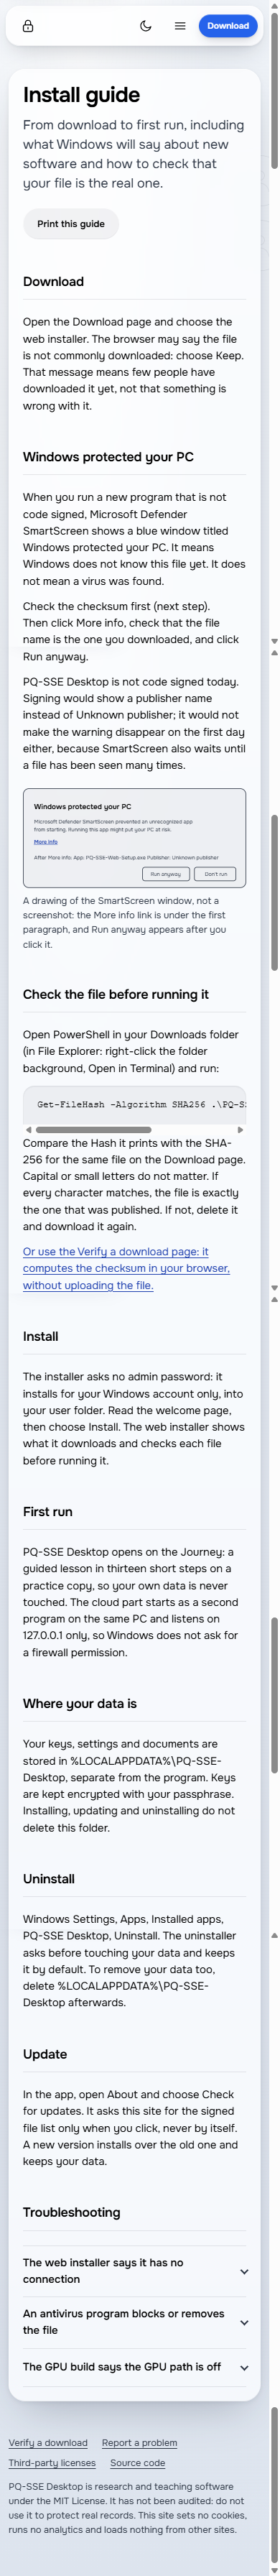 Download
Install guide
From download to first run, including
what Windows will say about new
software and how to check that
your file is the real one.
Print this guide
Download
Open the Download page and choose the
web installer. The browser may say the file
is not commonly downloaded: choose Keep.
That message means few people have
downloaded it yet, not that something is
wrong with it.
Windows protected your PC
When you run a new program that is not
code signed, Microsoft Defender
SmartScreen shows a blue window titled
Windows protected your PC. It means
Windows does not know this file yet. It does
not mean a virus was found.
Check the checksum first (next step).
Then click More info, check that the file
name is the one you downloaded, and click
Run anyway.
PQ-SSE Desktop is not code signed today.
Signing would show a publisher name
instead of Unknown publisher; it would not
make the warning disappear on the first day
either, because SmartScreen also waits until
a file has been seen many times.
Windows protected your PC
Microsoft Defender SmartScreen prevented an unrecognized app
from starting. Running this app might put your PC at risk.
More info
After More info: App: PQ-SSE-Web-Setup.exe Publisher: Unknown publisher
Run anyway
Don't run
A drawing of the SmartScreen window, not a
screenshot: the More info link is under the first
paragraph, and Run anyway appears after you
click it.
Check the file before running it
Open PowerShell in your Downloads folder
(in File Explorer: right-click the folder
background, Open in Terminal) and run:
Get-FileHash -Algorithm SHA256 .\PQ-S
Compare the Hash it prints with the SHA-
256 for the same file on the Download page.
Capital or small letters do not matter. If
every character matches, the file is exactly
the one that was published. If not, delete it
and download it again.
Or use the Verify a download page: it
computes the checksum in your browser,
without uploading the file.
Install
The installer asks no admin password: it
installs for your Windows account only, into
your user folder. Read the welcome page,
then choose Install. The web installer shows
what it downloads and checks each file
before running it.
First run
PQ-SSE Desktop opens on the Journey: a
guided lesson in thirteen short steps on a
practice copy, so your own data is never
touched. The cloud part starts as a second
program on the same PC and listens on
127.0.0.1 only, so Windows does not ask for
a firewall permission.
Where your data is
Your keys, settings and documents are
stored in %LOCALAPPDATA%\PQ-SSE-
Desktop, separate from the program. Keys
are kept encrypted with your passphrase.
Installing, updating and uninstalling do not
delete this folder.
Uninstall
Windows Settings, Apps, Installed apps,
PQ-SSE Desktop, Uninstall. The uninstaller
asks before touching your data and keeps
it by default. To remove your data too,
delete %LOCALAPPDATA%\PQ-SSE-
Desktop afterwards.
Update
In the app, open About and choose Check
for updates. It asks this site for the signed
file list only when you click, never by itself.
A new version installs over the old one and
keeps your data.
Troubleshooting
The web installer says it has no
connection
An antivirus program blocks or removes
the file
The GPU build says the GPU path is off
Verify a download
Report a problem
Third-party licenses
Source code
PQ-SSE Desktop is research and teaching software
under the MIT License. It has not been audited: do not
use it to protect real records. This site sets no cookies,
runs no analytics and loads nothing from other sites.